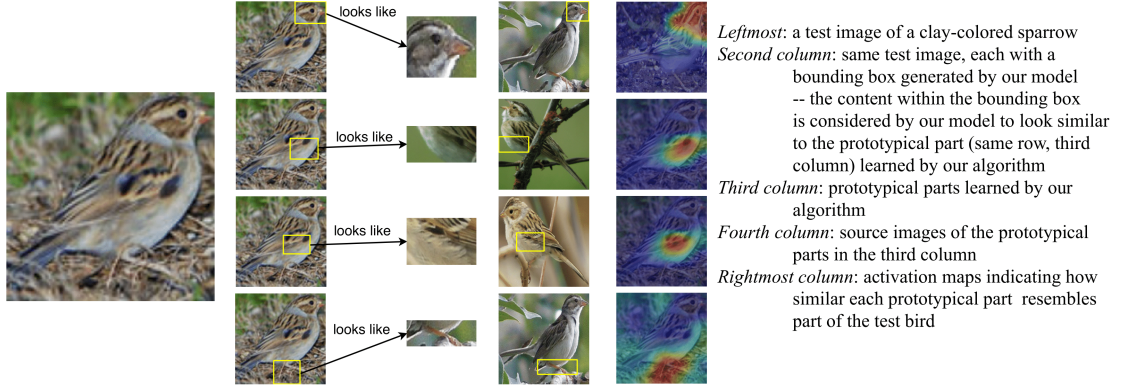 looks like
looks like
looks like
looks like
Leftmost: a test image of a clay-colored sparrow
Second column: same test image, each with a
bounding box generated by our model
-- the content within the bounding box
is considered by our model to look similar
to the prototypical part (same row, third
column) learned by our algorithm
Third column: prototypical parts learned by our
algorithm
Fourth column: source images of the prototypical
parts in the third column
Rightmost column: activation maps indicating how
similar each prototypical part resembles
part of the test bird